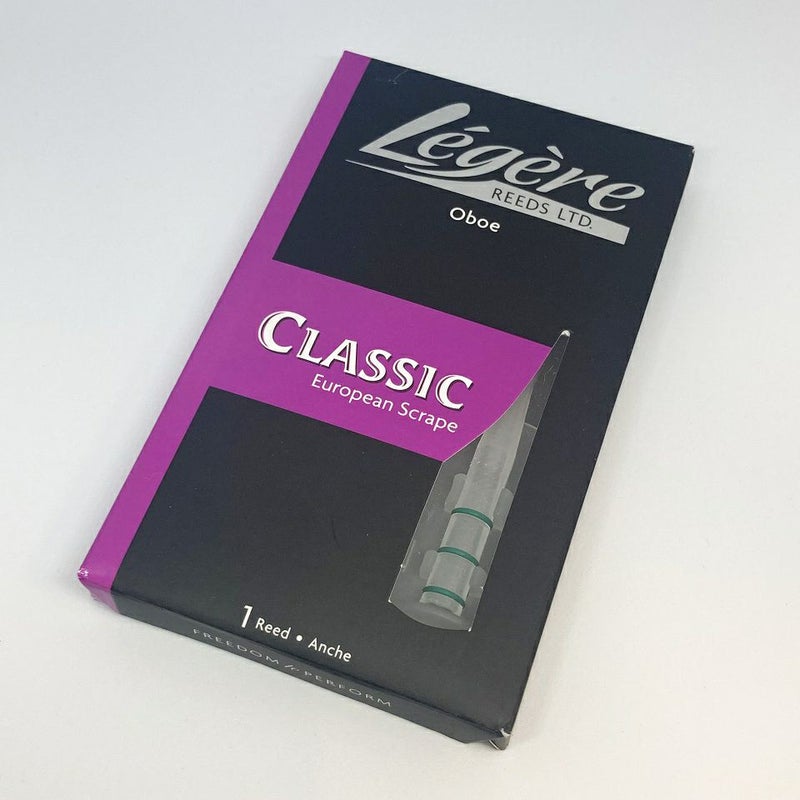 Légère
REEDS LTD.
Oboe
CLASSIC
European Scrape
1 Reed • Anche
FREEDOM to PERFORM